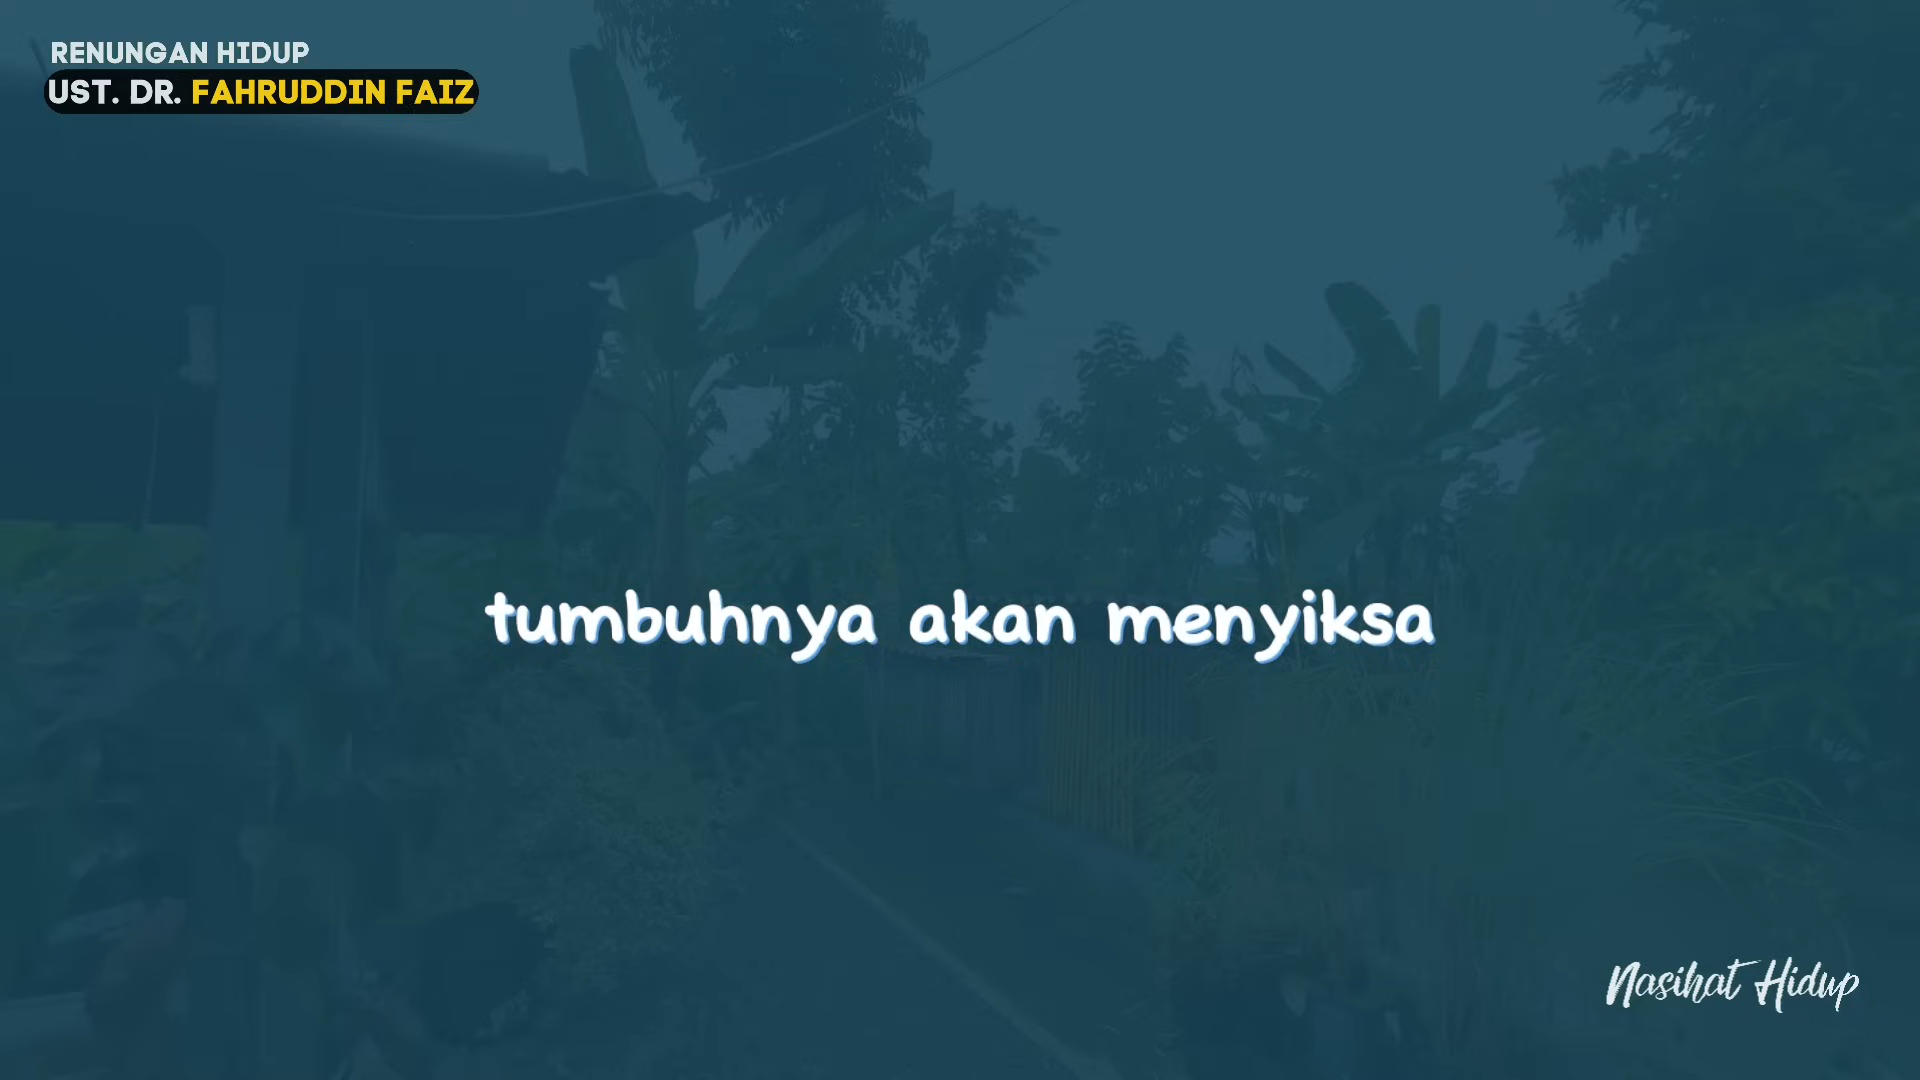 RENUNGAN HIDUP
UST. DR. FAHRUDDIN FAIZ
tumbuhnya akan menyiksa
Nasihat Hidup